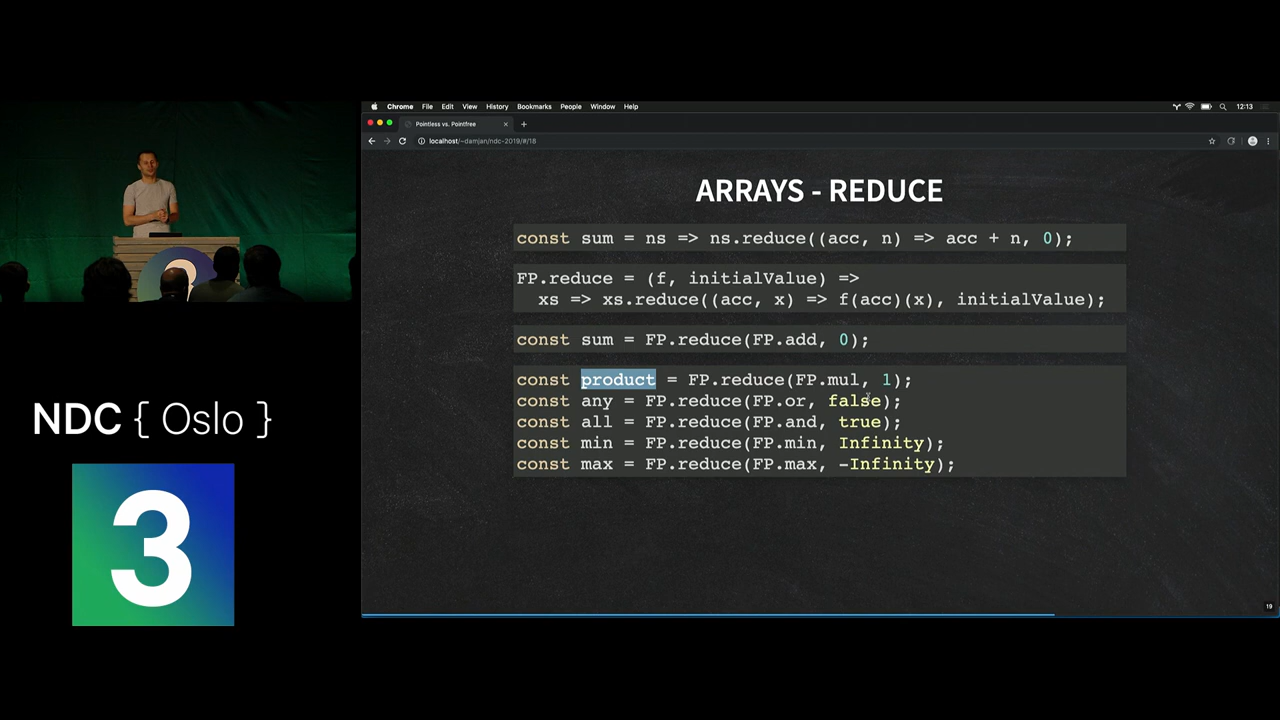 Chrome File Edit View History Bookmarks People Window Help 12:13
Pointless vs. Pointfree
localhost/~damjan/ndc-2019/#/18
ARRAYS - REDUCE
const sum = ns => ns.reduce((acc, n) => acc + n, 0);
FP.reduce = (f, initialValue) =>
xs => xs.reduce((acc, x) => f(acc)(x), initialValue);
const sum = FP.reduce(FP.add, 0);
const product = FP.reduce(FP.mul, 1);
const any = FP.reduce(FP.or, false);
const all = FP.reduce(FP.and, true);
const min = FP.reduce(FP.min, Infinity);
const max = FP.reduce(FP.max, -Infinity);
19
NDC { Oslo }
3